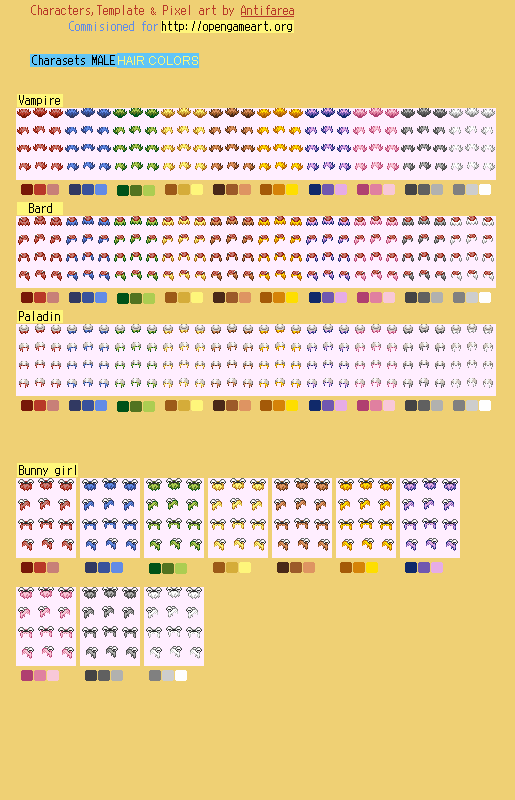 Characters,Template & Pixel art by Antifarea
Commisioned for http://opengameart.org
Charasets MALE HAIR COLORS
Vampire
Bard
Paladin
Bunny girl